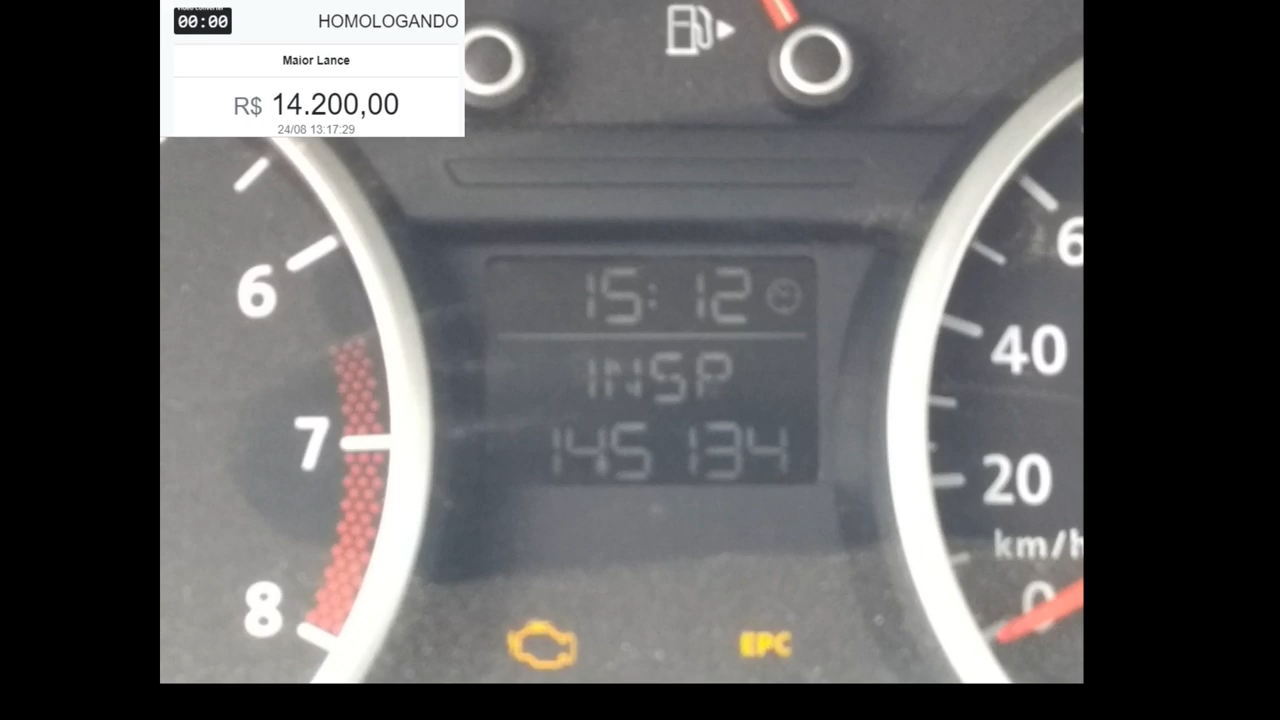 00:00
HOMOLOGANDO
Maior Lance
R$ 14.200,00
24/08 13:17:29
6
7
8
15:12
INSP
145 134
EPC
6
40
20
km/h
0